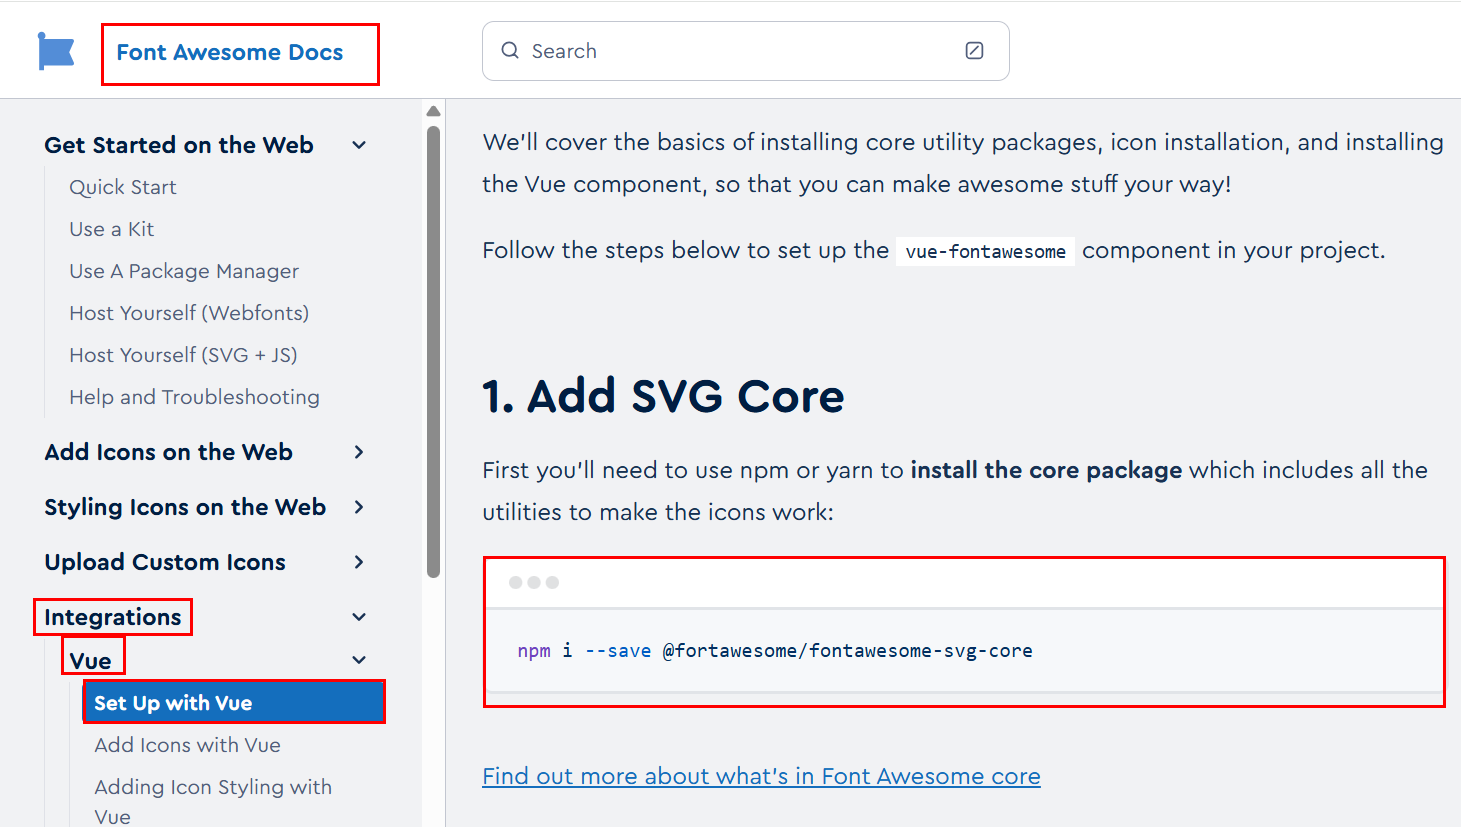 Font Awesome Docs
Search
Get Started on the Web
Quick Start
Use a Kit
Use A Package Manager
Host Yourself (Webfonts)
Host Yourself (SVG + JS)
Help and Troubleshooting
Add Icons on the Web
Styling Icons on the Web
Upload Custom Icons
Integrations
Vue
Set Up with Vue
Add Icons with Vue
Adding Icon Styling with
Vue
We'll cover the basics of installing core utility packages, icon installation, and installing
the Vue component, so that you can make awesome stuff your way!
Follow the steps below to set up the vue-fontawesome component in your project.
1. Add SVG Core
First you'll need to use npm or yarn to install the core package which includes all the
utilities to make the icons work:
npm i --save @fortawesome/fontawesome-svg-core
Find out more about what's in Font Awesome core